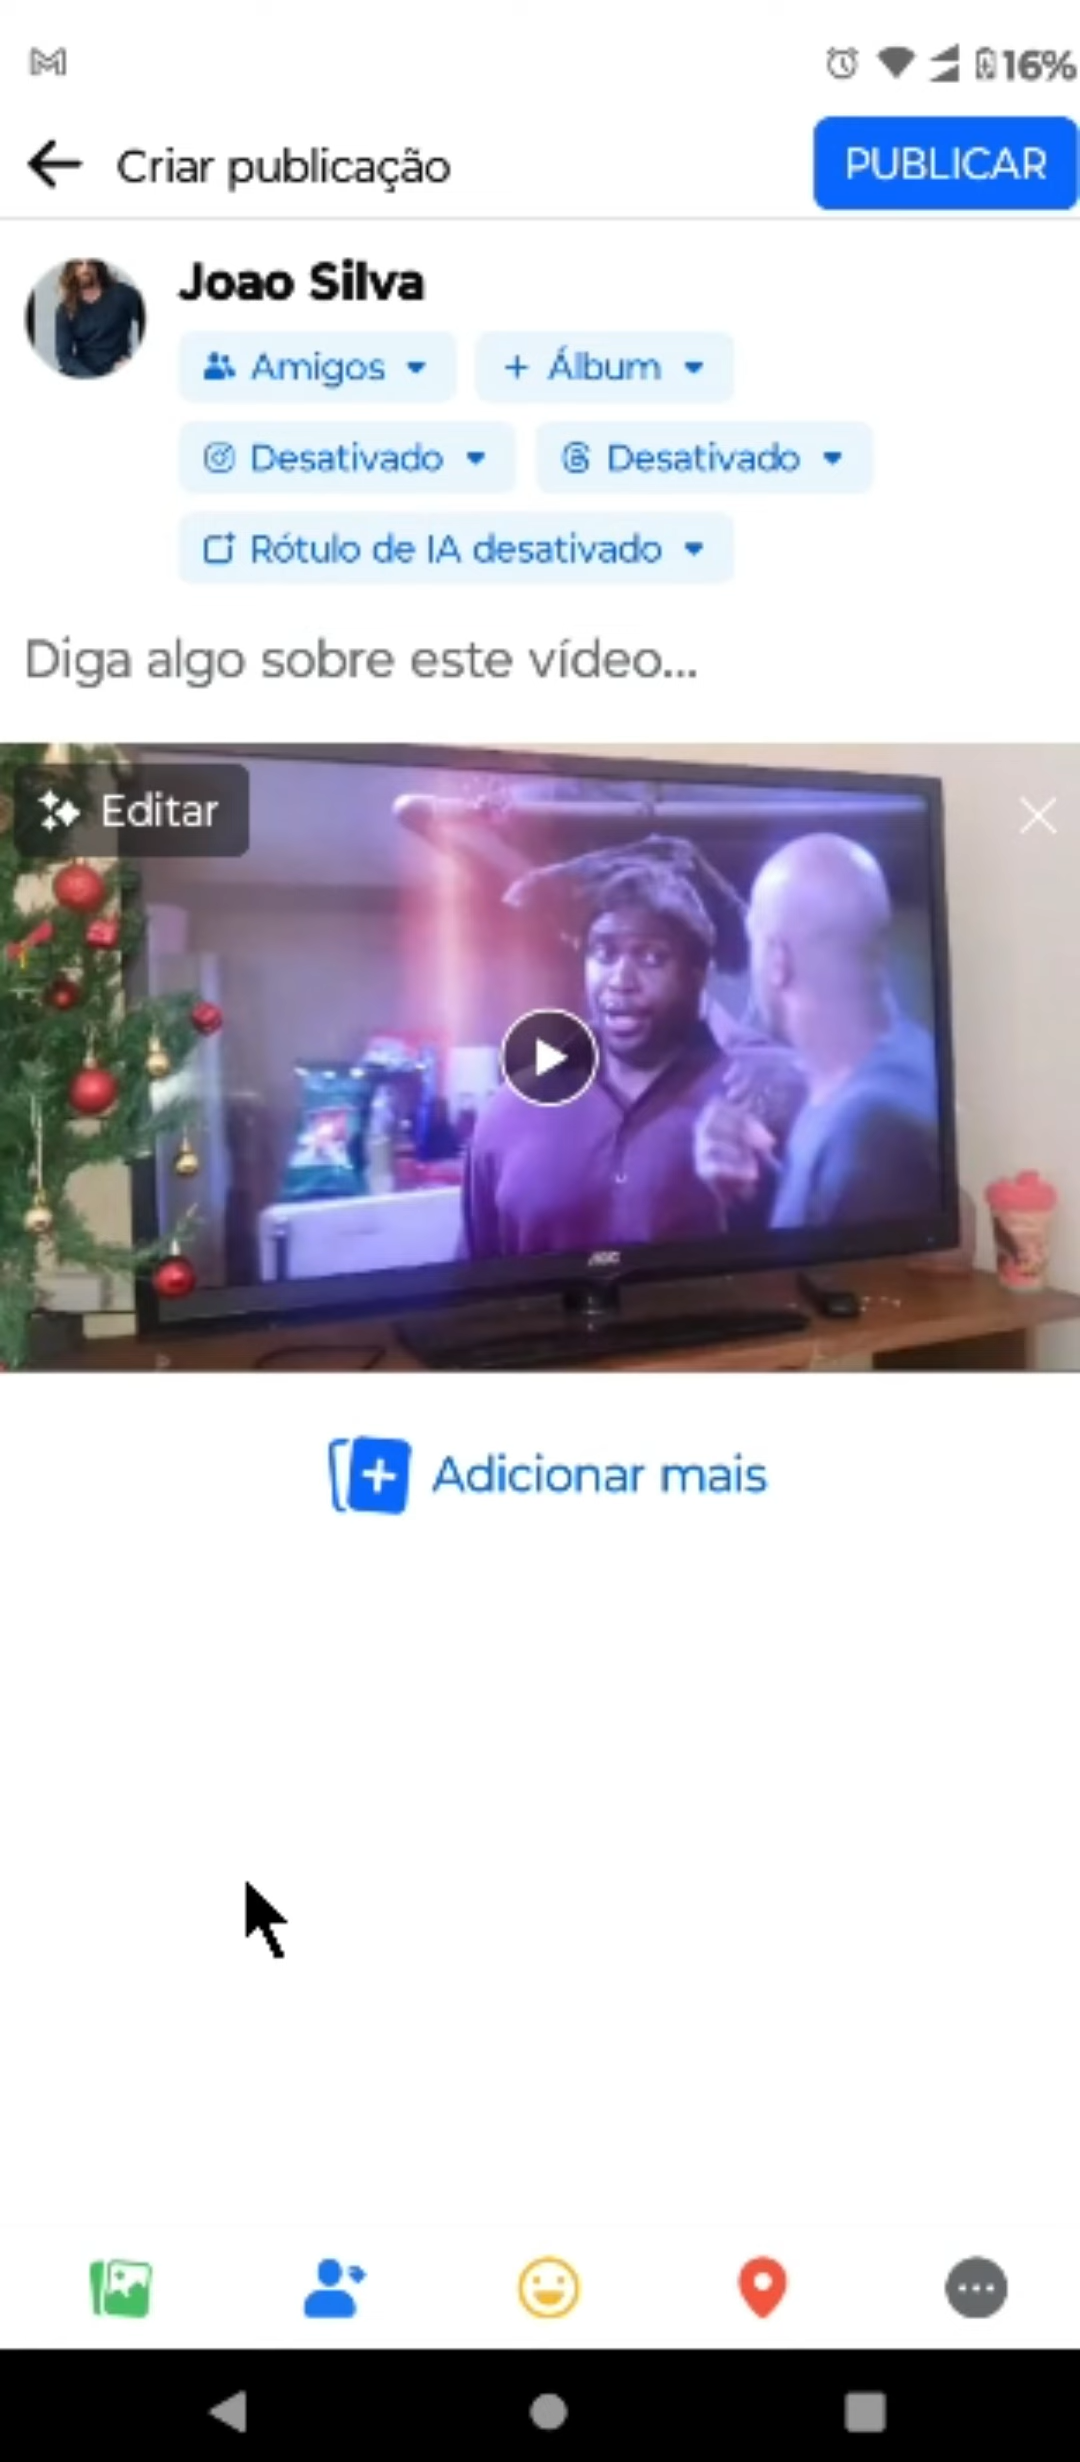 16%
Criar publicação
PUBLICAR
Joao Silva
Amigos
+ Álbum
Desativado
Desativado
Rótulo de IA desativado
Diga algo sobre este vídeo...
Editar
AOC
Adicionar mais